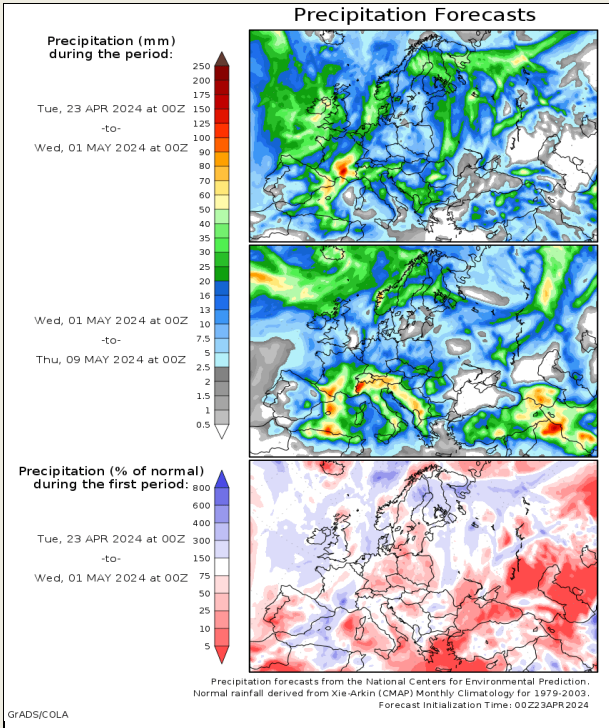 Precipitation Forecasts
Precipitation (mm)
during the period:
Tue, 23 APR 2024 at 00Z
-to-
Wed, 01 MAY 2024 at 00Z
250
200
175
150
125
100
90
80
70
60
50
40
35
30
25
20
16
13
10
7.5
5
2.5
2
1.5
1
0.5
Wed, 01 MAY 2024 at 00Z
-to-
Thu, 09 MAY 2024 at 00Z
Precipitation (% of normal)
during the first period:
Tue, 23 APR 2024 at 00Z
-to-
Wed, 01 MAY 2024 at 00Z
800
600
400
300
150
75
50
25
10
5
Precipitation forecasts from the National Centers for Environmental Prediction.
Normal rainfall derived from Xie-Arkin (CMAP) Monthly Climatology for 1979-2003.
Forecast Initialization Time: 00Z23APR2024
GrADS/COLA